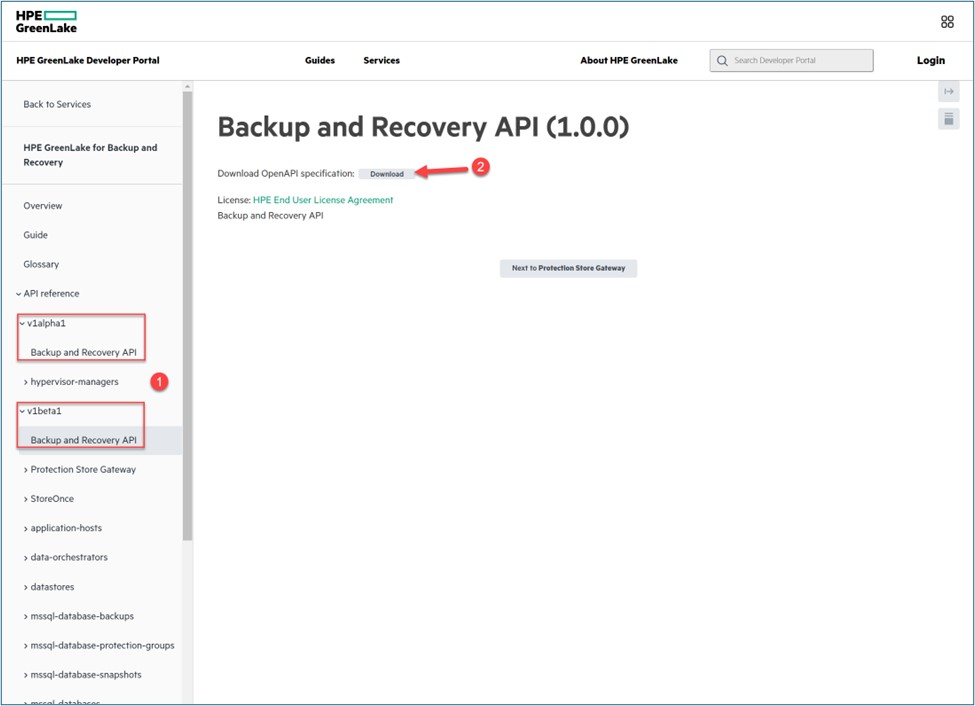 HPE
GreenLake
HPE GreenLake Developer Portal
Guides
Services
About HPE GreenLake
Search Developer Portal
Login
Back to Services
HPE GreenLake for Backup and
Recovery
Overview
Guide
Glossary
API reference
v1alpha1
Backup and Recovery API
hypervisor-managers
1
v1beta1
Backup and Recovery API
Protection Store Gateway
StoreOnce
application-hosts
data-orchestrators
datastores
mssql-database-backups
mssql-database-protection-groups
mssql-database-snapshots
mssql-databases
Backup and Recovery API (1.0.0)
Download OpenAPI specification: Download
2
License: HPE End User License Agreement
Backup and Recovery API
Next to Protection Store Gateway